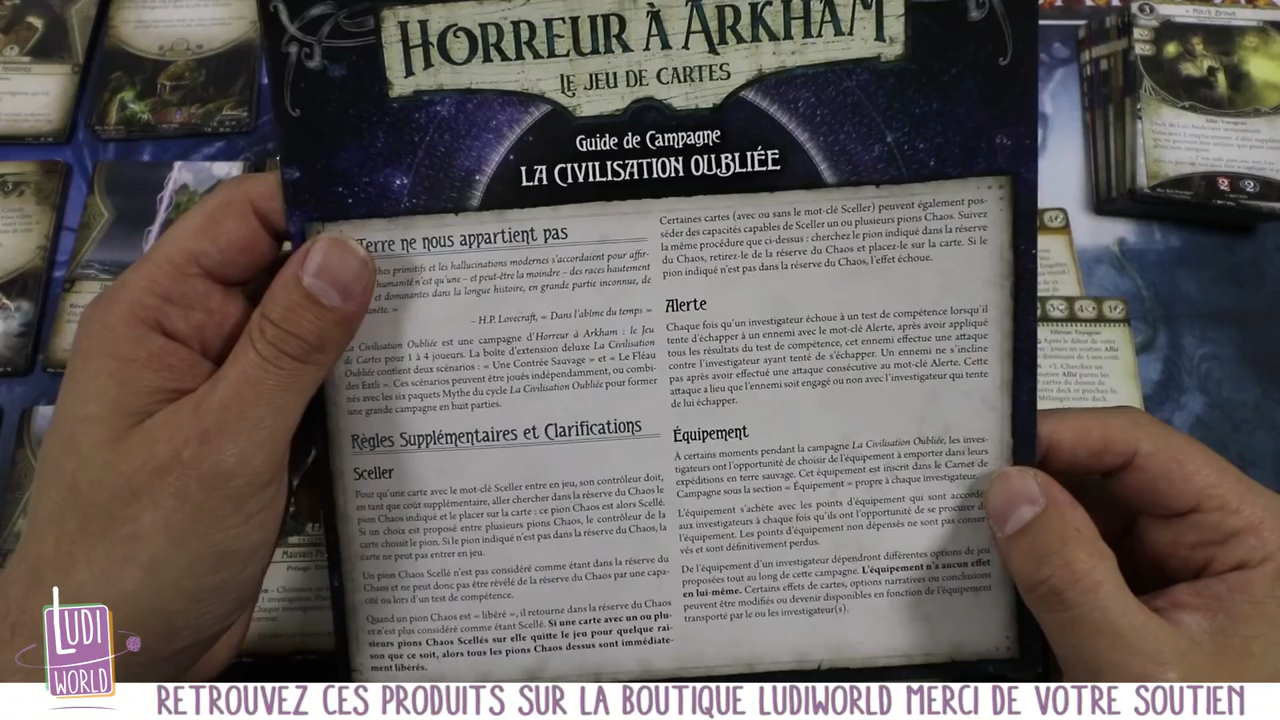 HORREUR À ARKHAM
LE JEU DE CARTES
Guide de Campagne
LA CIVILISATION OUBLIÉE
Terre ne nous appartient pas
primitifs et les hallucinations modernes s'accordaient pour affir-
humanité n'est qu'une – et peut-être la moindre – des races hautement
et dominantes dans la longue histoire, en grande partie inconnue, de
– H.P. Lovecraft, « Dans l'abîme du temps »
La Civilisation Oubliée est une campagne d'Horreur à Arkham : le Jeu
de Cartes pour 1 à 4 joueurs. La boîte d'extension deluxe La Civilisation
Oubliée contient deux scénarios : « Une Contrée Sauvage » et « Le Fléau
des Eztli ». Ces scénarios peuvent être joués indépendamment, ou combi-
nés avec les six paquets Mythe du cycle La Civilisation Oubliée pour former
une grande campagne en huit parties.
Règles Supplémentaires et Clarifications
Sceller
Pour qu'une carte avec le mot-clé Sceller entre en jeu, son contrôleur doit,
en tant que coût supplémentaire, aller chercher dans la réserve du Chaos le
pion Chaos indiqué et le placer sur la carte : ce pion Chaos est alors Scellé.
Si un choix est proposé entre plusieurs pions Chaos, le contrôleur de la
carte choisit le pion. Si le pion indiqué n'est pas dans la réserve du Chaos, la
carte ne peut pas entrer en jeu.
Un pion Chaos Scellé n'est pas considéré comme étant dans la réserve du
Chaos et ne peut donc pas être révélé de la réserve du Chaos par une capa-
cité ou lors d'un test de compétence.
Quand un pion Chaos est « libéré », il retourne dans la réserve du Chaos
et n'est plus considéré comme étant Scellé. Si une carte avec un ou plu-
sieurs pions Chaos Scellés sur elle quitte le jeu pour quelque rai-
son que ce soit, alors tous les pions Chaos dessus sont immédiate-
ment libérés.
Certaines cartes (avec ou sans le mot-clé Sceller) peuvent également pos-
séder des capacités capables de Sceller un ou plusieurs pions Chaos. Suivez
la même procédure que ci-dessus : cherchez le pion indiqué dans la réserve
du Chaos, retirez-le de la réserve du Chaos et placez-le sur la carte. Si le
pion indiqué n'est pas dans la réserve du Chaos, l'effet échoue.
Alerte
Chaque fois qu'un investigateur échoue à un test de compétence lorsqu'il
tente d'échapper à un ennemi avec le mot-clé Alerte, après avoir appliqué
tous les résultats du test de compétence, cet ennemi effectue une attaque
contre l'investigateur ayant tenté de s'échapper. Un ennemi ne s'incline
pas après avoir effectué une attaque consécutive au mot-clé Alerte. Cette
attaque a lieu que l'ennemi soit engagé ou non avec l'investigateur qui tente
de lui échapper.
Équipement
À certains moments pendant la campagne La Civilisation Oubliée, les inves-
tigateurs ont l'opportunité de choisir de l'équipement à emporter dans leurs
expéditions en terre sauvage. Cet équipement est inscrit dans le Carnet de
Campagne sous la section « Équipement » propre à chaque investigateur.
L'équipement s'achète avec les points d'équipement qui sont accordés
aux investigateurs à chaque fois qu'ils ont l'opportunité de se procurer de
l'équipement. Les points d'équipement non dépensés ne sont pas conser-
vés et sont définitivement perdus.
De l'équipement d'un investigateur dépendront différentes options de jeu
proposées tout au long de cette campagne. L'équipement n'a aucun effet
en lui-même. Certains effets de cartes, options narratives ou conclusions
peuvent être modifiés ou devenir disponibles en fonction de l'équipement
transporté par le ou les investigateur(s).
LUDI
WORLD
RETROUVEZ CES PRODUITS SUR LA BOUTIQUE LUDIWORLD MERCI DE VOTRE SOUTIEN